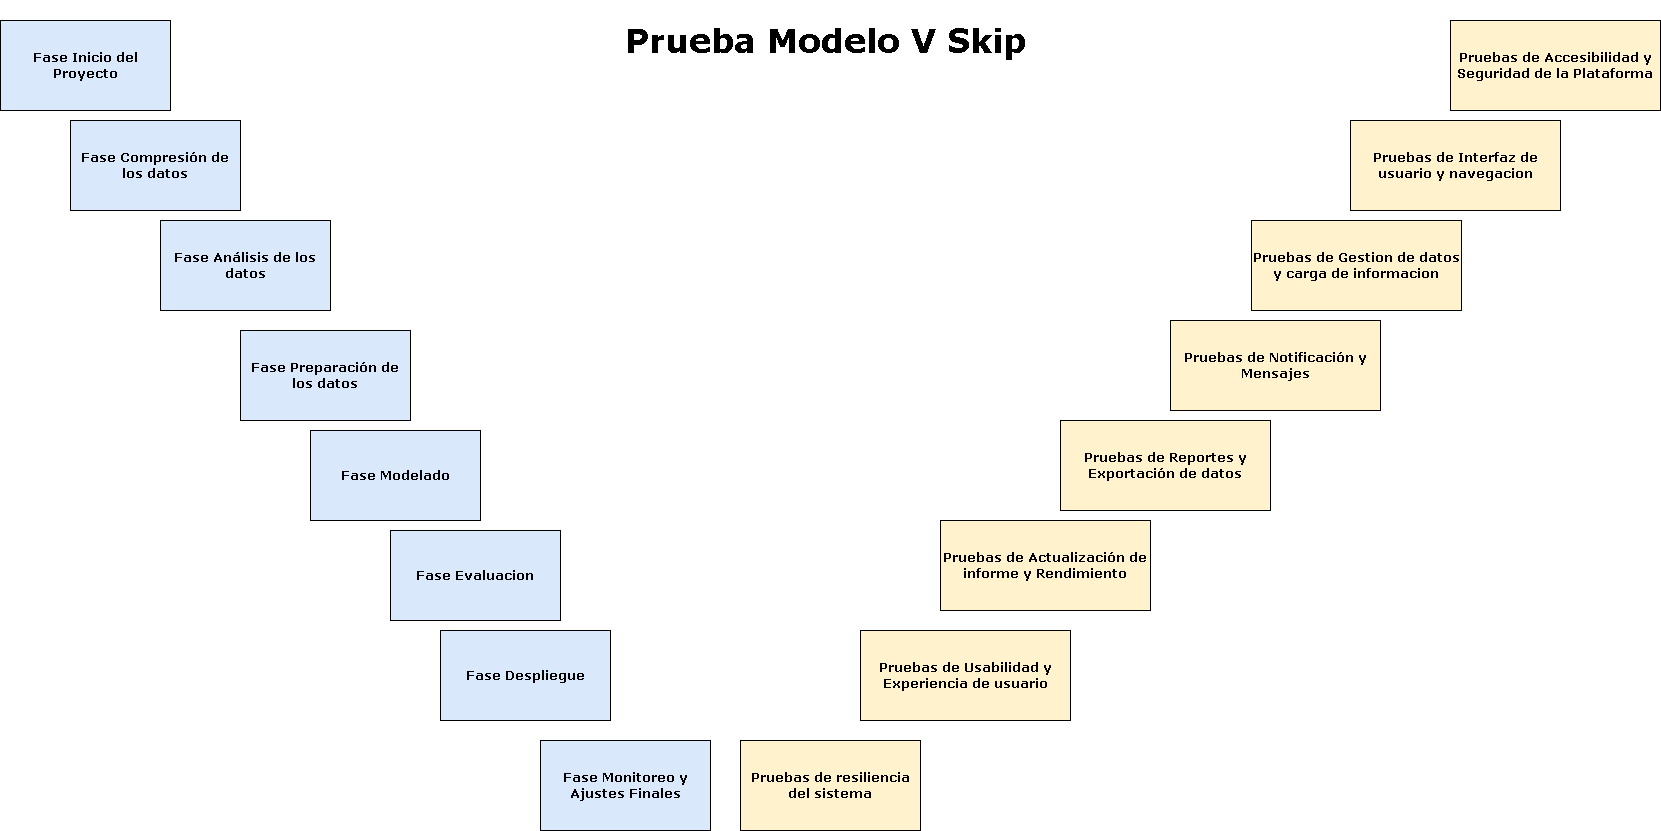 Prueba Modelo V Skip
Fase Inicio del
Proyecto
Pruebas de Accesibilidad y
Seguridad de la Plataforma
Fase Compresión de
los datos
Pruebas de Interfaz de
usuario y navegacion
Fase Análisis de los
datos
Pruebas de Gestion de datos
y carga de informacion
Fase Preparación de
los datos
Pruebas de Notificación y
Mensajes
Fase Modelado
Pruebas de Reportes y
Exportación de datos
Fase Evaluacion
Pruebas de Actualización de
informe y Rendimiento
Fase Despliegue
Pruebas de Usabilidad y
Experiencia de usuario
Fase Monitoreo y
Ajustes Finales
Pruebas de resiliencia
del sistema